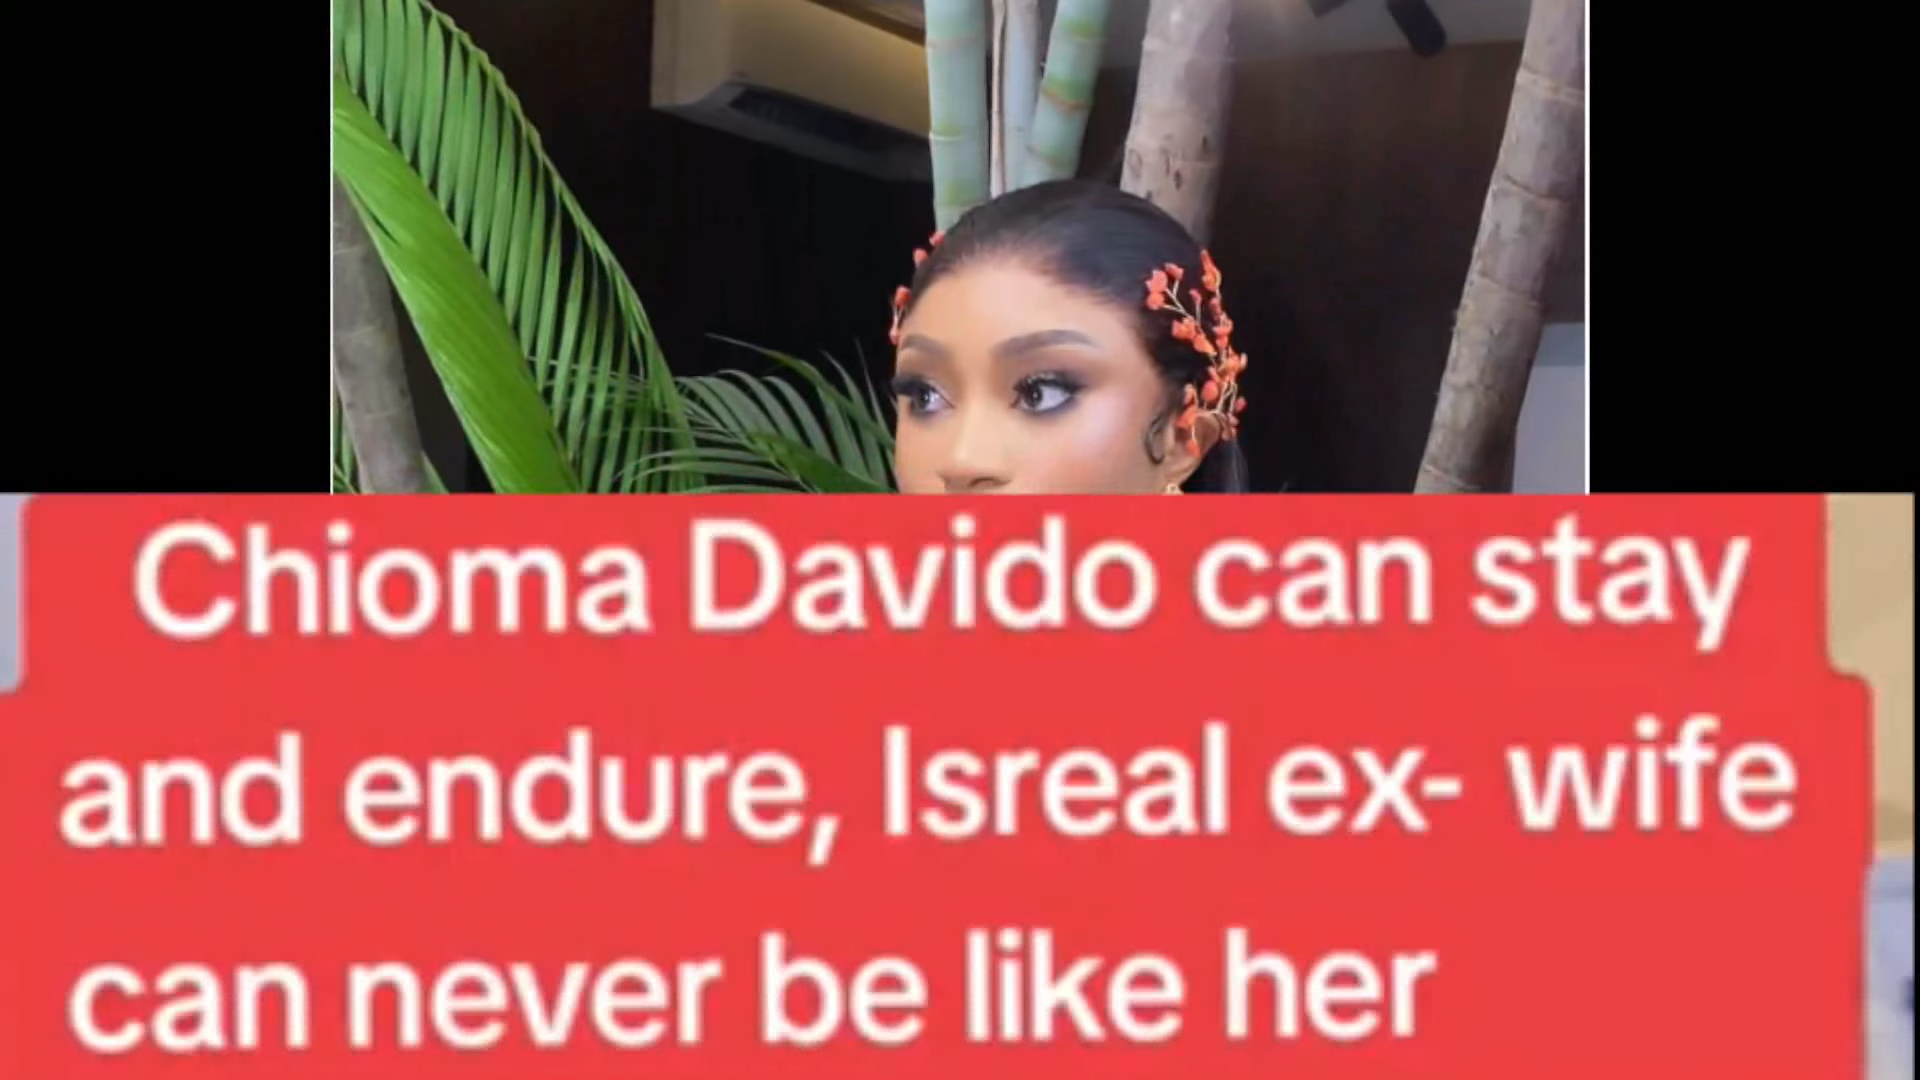 Chioma Davido can stay
and endure, Isreal ex- wife
can never be like her